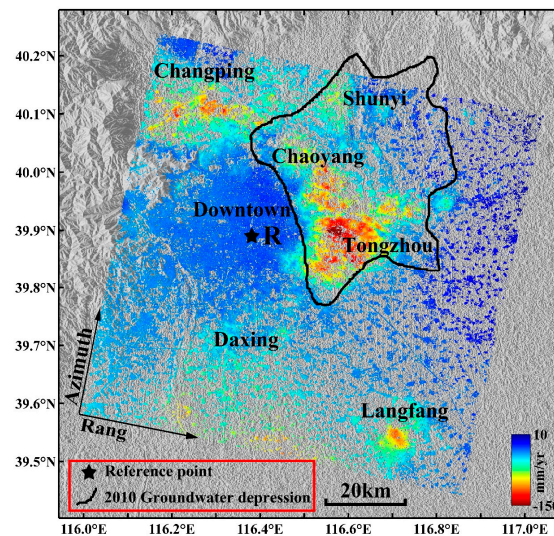 40.2°N
Changping
Shunyi
40.1°N
Chaoyang
40.0°N
Downtown
39.9°N
R
Tongzhou
39.8°N
39.7°N
Daxing
Azimuth
39.6°N
Langfang
Rang
10
mm/yr
-150
39.5°N
Reference point
2010 Groundwater depression
20km
116.0°E
116.2°E
116.4°E
116.6°E
116.8°E
117.0°E